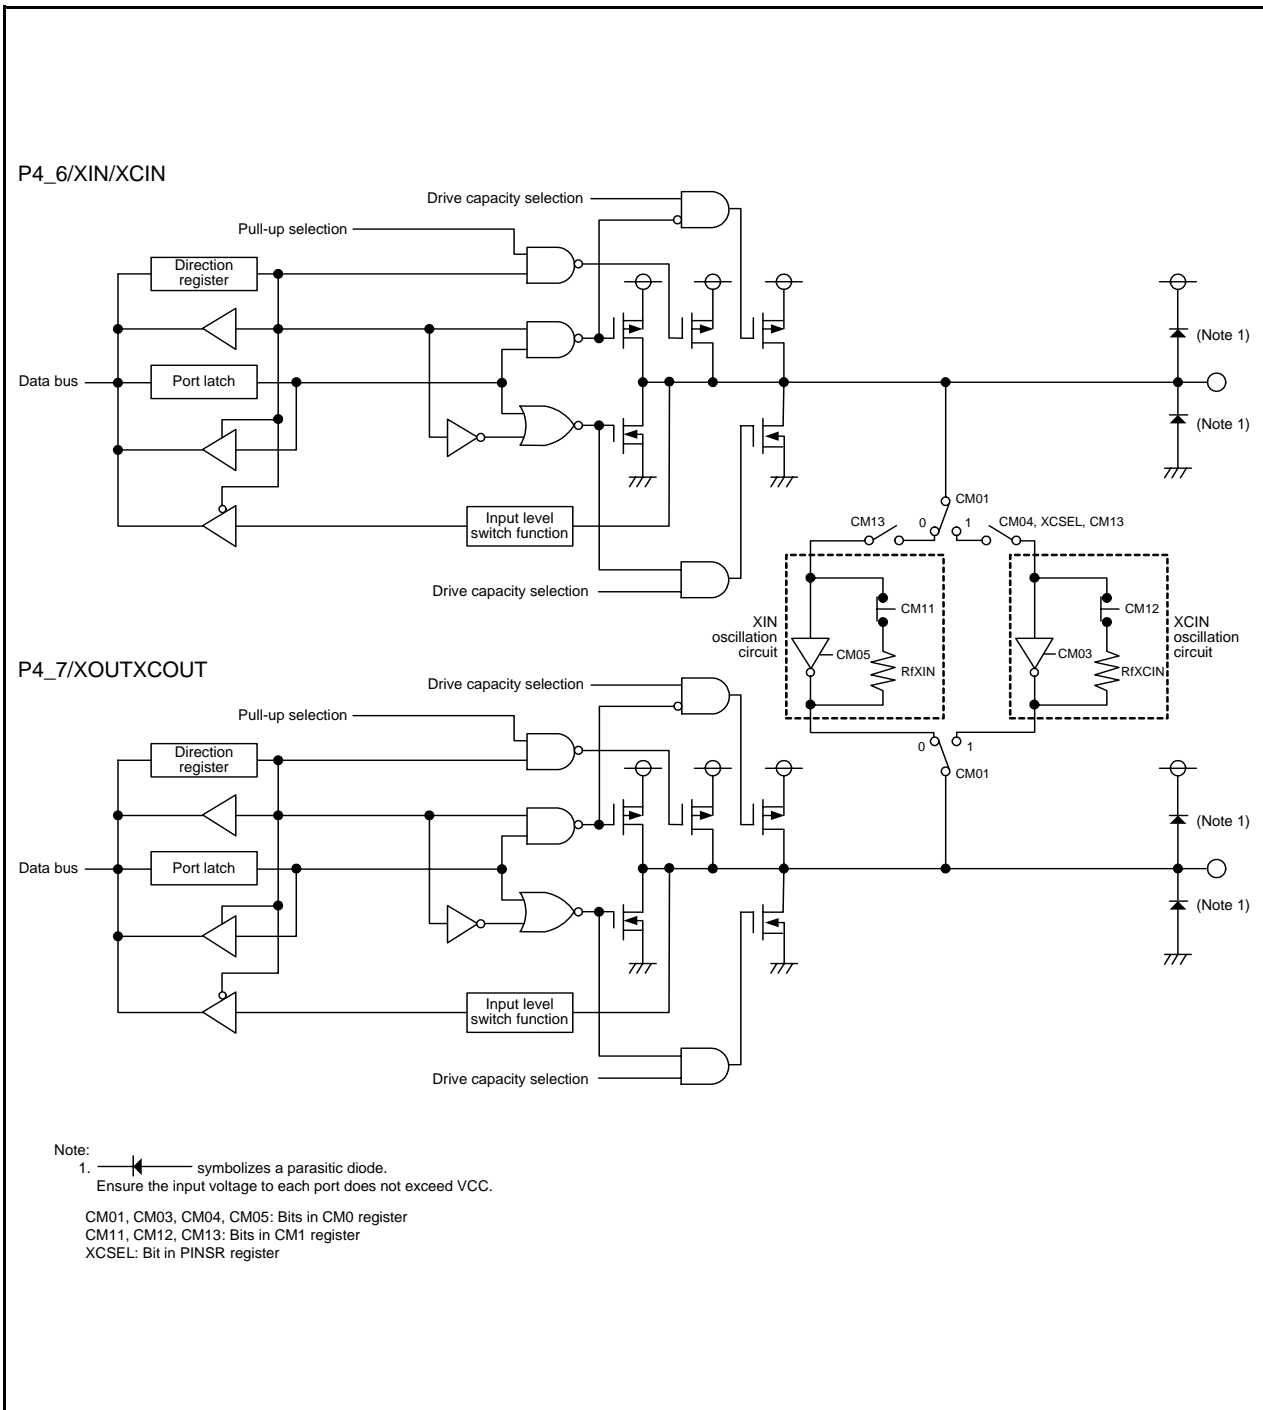 P4_6/XIN/XCIN
Drive capacity selection
Pull-up selection
Direction
register
(Note 1)
Data bus
Port latch
(Note 1)
CM01
CM13
0
1
CM04, XCSEL, CM13
Input level
switch function
Drive capacity selection
XIN
oscillation
circuit
CM11
CM05
RfXIN
CM12
CM03
RfXCIN
XCIN
oscillation
circuit
P4_7/XOUTXCOUT
Drive capacity selection
Pull-up selection
Direction
register
0
1
CM01
(Note 1)
Data bus
Port latch
(Note 1)
Input level
switch function
Drive capacity selection
Note:
1. symbolizes a parasitic diode.
Ensure the input voltage to each port does not exceed VCC.
CM01, CM03, CM04, CM05: Bits in CM0 register
CM11, CM12, CM13: Bits in CM1 register
XCSEL: Bit in PINSR register